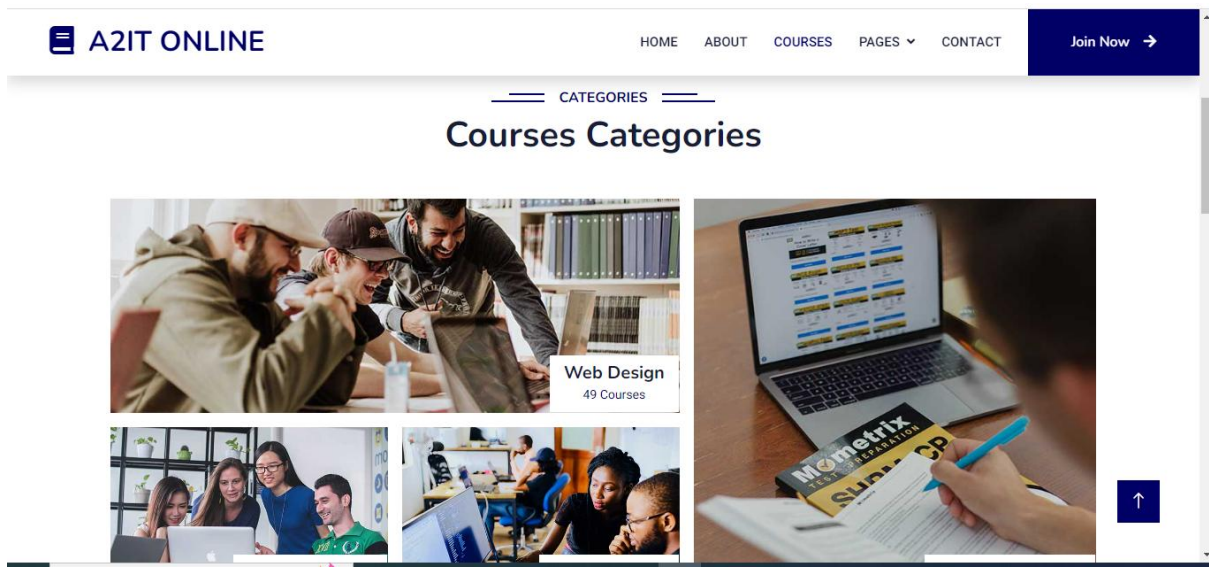 A2IT ONLINE
HOME ABOUT COURSES PAGES CONTACT Join Now
CATEGORIES
Courses Categories
Web Design
49 Courses
Mometrix
TEST PREPARATION